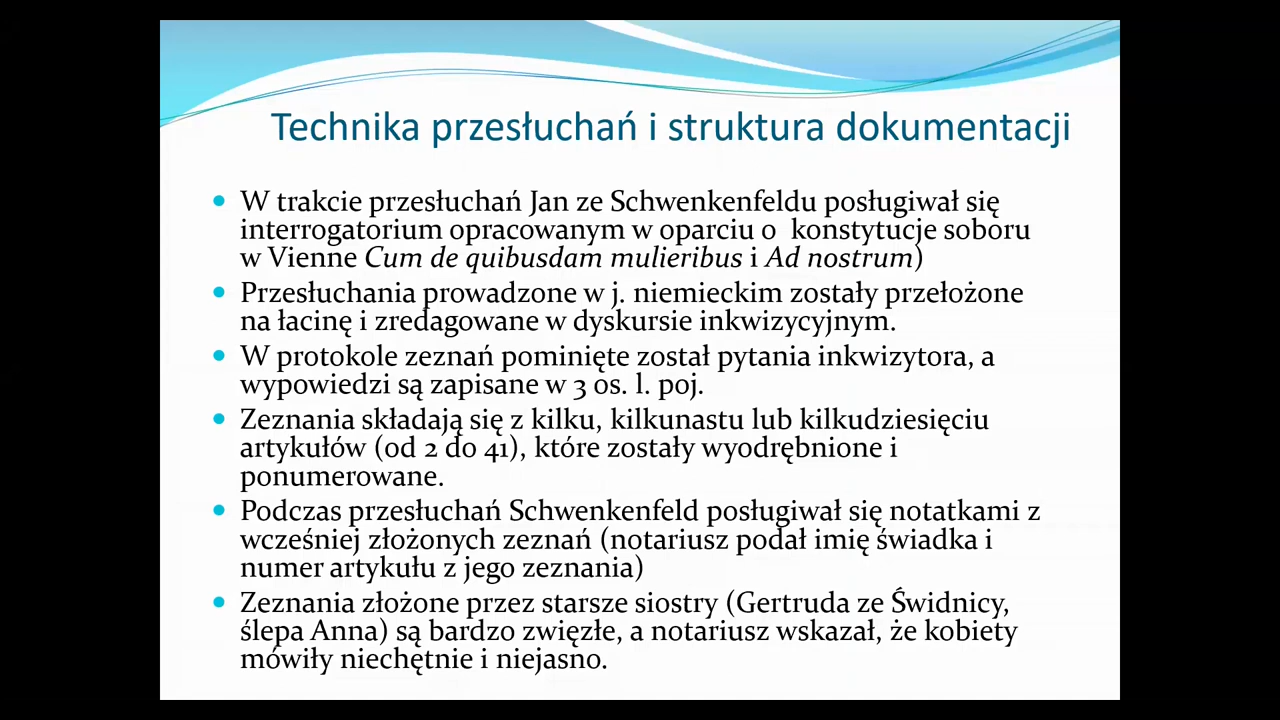 Technika przesłuchań i struktura dokumentacji
W trakcie przesłuchań Jan ze Schwenkenfeldu posługiwał się
interrogatorium opracowanym w oparciu o  konstytucje soboru
w Vienne Cum de quibusdam mulieribus i Ad nostrum)
Przesłuchania prowadzone w j. niemieckim zostały przełożone
na łacinę i zredagowane w dyskursie inkwizycyjnym.
W protokole zeznań pominięte został pytania inkwizytora, a
wypowiedzi są zapisane w 3 os. l. poj.
Zeznania składają się z kilku, kilkunastu lub kilkudziesięciu
artykułów (od 2 do 41), które zostały wyodrębnione i
ponumerowane.
Podczas przesłuchań Schwenkenfeld posługiwał się notatkami z
wcześniej złożonych zeznań (notariusz podał imię świadka i
numer artykułu z jego zeznania)
Zeznania złożone przez starsze siostry (Gertruda ze Świdnicy,
ślepa Anna) są bardzo zwięzłe, a notariusz wskazał, że kobiety
mówiły niechętnie i niejasno.